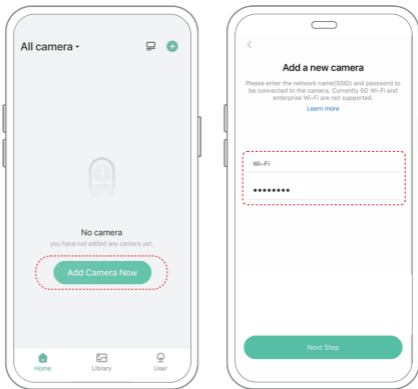 All camera -
No camera
you have not added any camera yet.
Add Camera Now
Home
Library
User
Add a new camera
Please enter the network name(SSID) and password to
be connected to the camera. Currently 5G Wi-Fi and
enterprise Wi-Fi are not supported.
Learn more
Wi-Fi
••••••••
Next Step